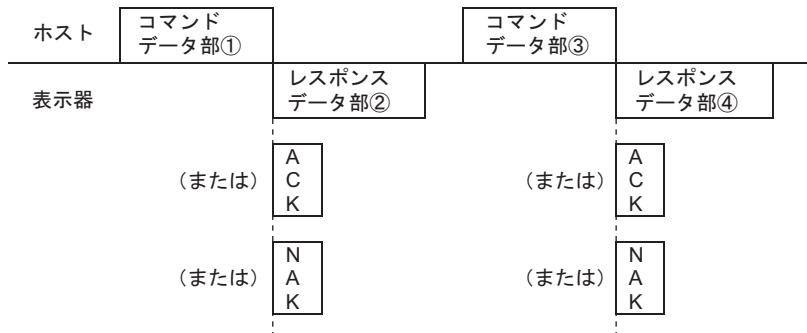 ホスト
コマンド
データ部①
コマンド
データ部③
表示器
レスポンス
データ部②
レスポンス
データ部④
(または)
A
C
K
(または)
A
C
K
(または)
N
A
K
(または)
N
A
K